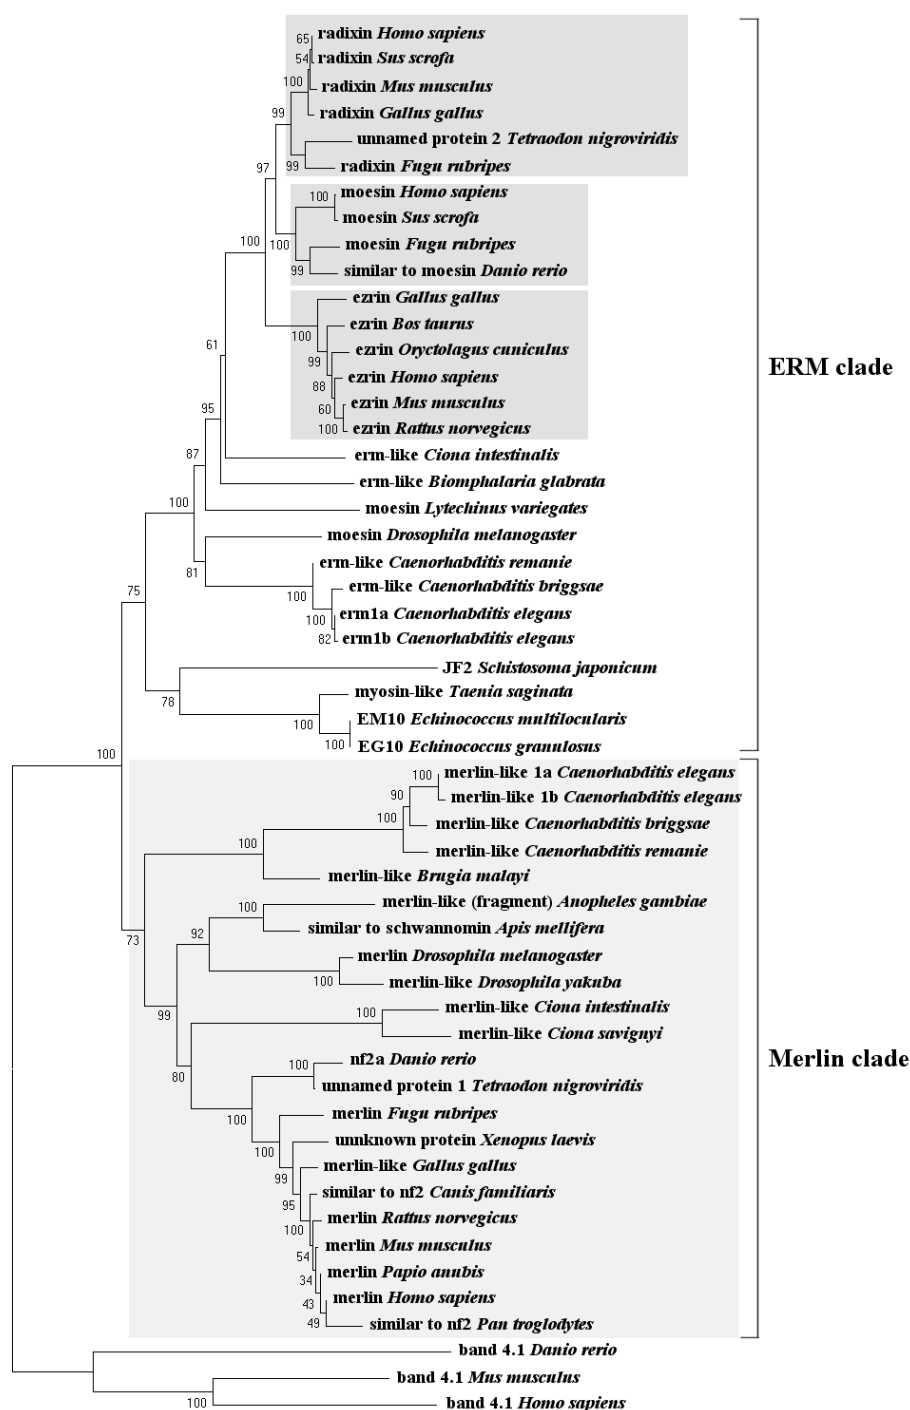 65 radixin Homo sapiens
54 radixin Sus scrofa
100 radixin Mus musculus
radixin Gallus gallus
99
unnamed protein 2 Tetraodon nigroviridis
99 radixin Fugu rubripes
97
100 moesin Homo sapiens
moesin Sus scrofa
100 100 moesin Fugu rubripes
99 similar to moesin Danio rerio
ezrin Gallus gallus
100 ezrin Bos taurus
61 99 ezrin Oryctolagus cuniculus
ERM clade
88 ezrin Homo sapiens
60 ezrin Mus musculus
95
100 ezrin Rattus norvegicus
87 erm-like Ciona intestinalis
erm-like Biomphalaria glabrata
100 moesin Lytechinus variegates
moesin Drosophila melanogaster
81 erm-like Caenorhabditis remanie
75 100 erm-like Caenorhabditis briggsae
100 erm1a Caenorhabditis elegans
82 erm1b Caenorhabditis elegans
JF2 Schistosoma japonicum
78 myosin-like Taenia saginata
100 EM10 Echinococcus multilocularis
100 EG10 Echinococcus granulosus
100
100 merlin-like 1a Caenorhabditis elegans
90 merlin-like 1b Caenorhabditis elegans
100 merlin-like Caenorhabditis briggsae
100 merlin-like Caenorhabditis remanie
merlin-like Brugia malayi
100 merlin-like (fragment) Anopheles gambiae
73 92 similar to schwannomin Apis mellifera
merlin Drosophila melanogaster
100 merlin-like Drosophila yakuba
99 merlin-like Ciona intestinalis
merlin-like Ciona savignyi
Merlin clade
80 100 nf2a Danio rerio
unnamed protein 1 Tetraodon nigroviridis
100 merlin Fugu rubripes
100 unnknown protein Xenopus laevis
99 merlin-like Gallus gallus
95 similar to nf2 Canis familiaris
100 merlin Rattus norvegicus
54 merlin Mus musculus
34 merlin Papio anubis
43 merlin Homo sapiens
49 similar to nf2 Pan troglodytes
band 4.1 Danio rerio
band 4.1 Mus musculus
100 band 4.1 Homo sapiens